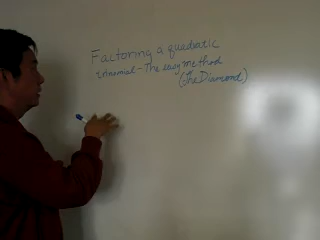 Factoring a quadratic
trinomial - The easy method
(The Diamond)